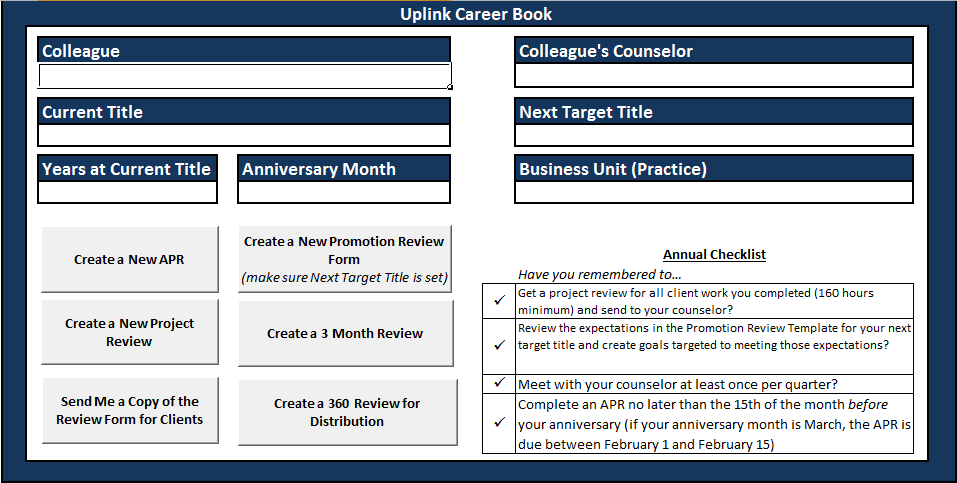 Uplink Career Book
Colleague
Colleague's Counselor
Current Title
Next Target Title
Years at Current Title
Anniversary Month
Business Unit (Practice)
Create a New APR
Create a New Promotion Review
Form
(make sure Next Target Title is set)
Create a New Project
Review
Create a 3 Month Review
Send Me a Copy of the
Review Form for Clients
Create a 360 Review for
Distribution
Annual Checklist
Have you remembered to...
✓ Get a project review for all client work you completed (160 hours
minimum) and send to your counselor?
✓ Review the expectations in the Promotion Review Template for your next
target title and create goals targeted to meeting those expectations?
✓ Meet with your counselor at least once per quarter?
✓ Complete an APR no later than the 15th of the month before
your anniversary (if your anniversary month is March, the APR is
due between February 1 and February 15)